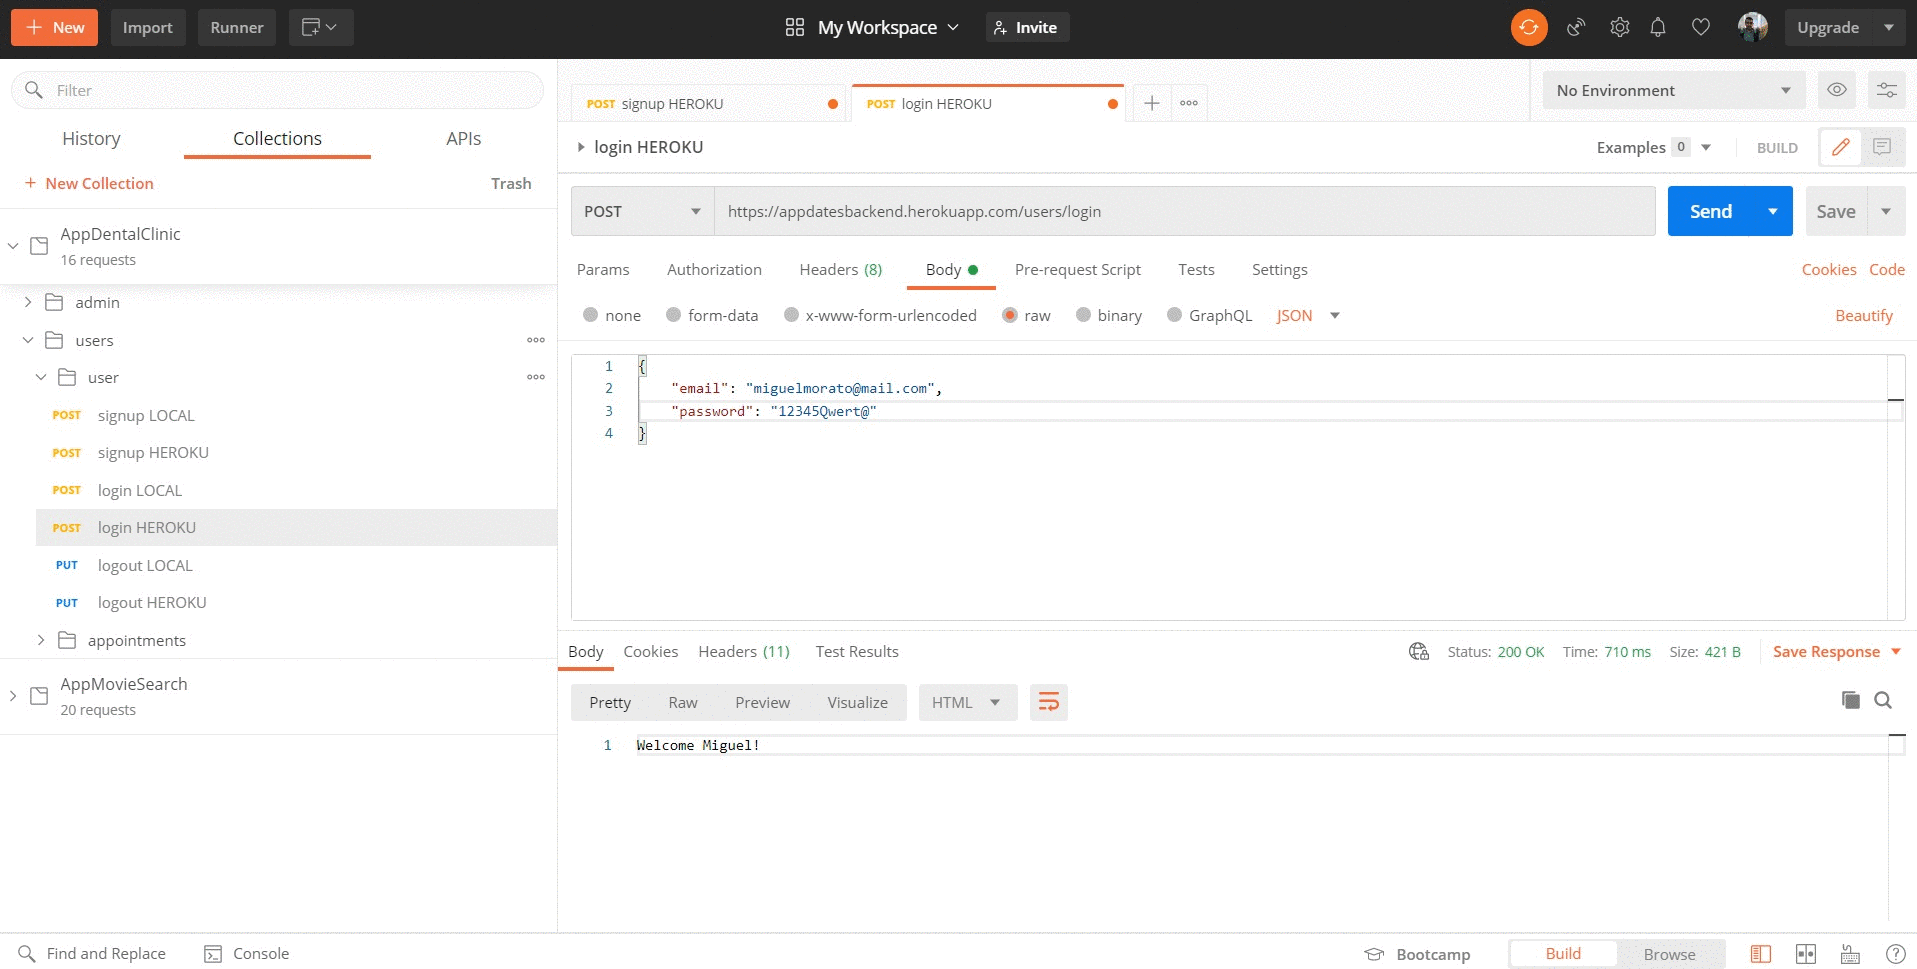 New Import Runner My Workspace Invite Upgrade
Filter
History Collections APIs
+ New Collection Trash
AppDentalClinic
16 requests
admin
users
user
POST signup LOCAL
POST signup HEROKU
POST login LOCAL
POST login HEROKU
PUT logout LOCAL
PUT logout HEROKU
appointments
AppMovieSearch
20 requests
POST signup HEROKU POST login HEROKU
No Environment
login HEROKU
Examples 0 BUILD
POST https://appdatesbackend.herokuapp.com/users/login Send Save
Params Authorization Headers (8) Body Pre-request Script Tests Settings Cookies Code
none form-data x-www-form-urlencoded raw binary GraphQL JSON Beautify
1 {
2 "email": "miguelmorato@mail.com",
3 "password": "12345Qwert@"
4 }
Body Cookies Headers (11) Test Results Status: 200 OK Time: 710 ms Size: 421 B Save Response
Pretty Raw Preview Visualize HTML
1 Welcome Miguel!
Find and Replace Console Bootcamp Build Browse